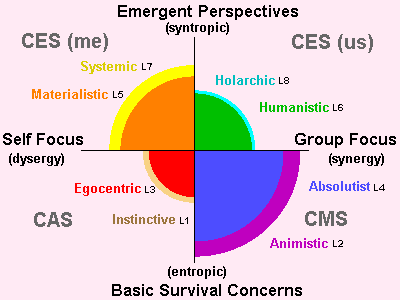 Emergent Perspectives
(syntropic)
CES (me)
CES (us)
Systemic L7
Holarchic L8
Materialistic L5
Humanistic L6
Self Focus
Group Focus
(dysergy)
(synergy)
Egocentric L3
Absolutist L4
CAS
Instinctive L1
CMS
Animistic L2
(entropic)
Basic Survival Concerns